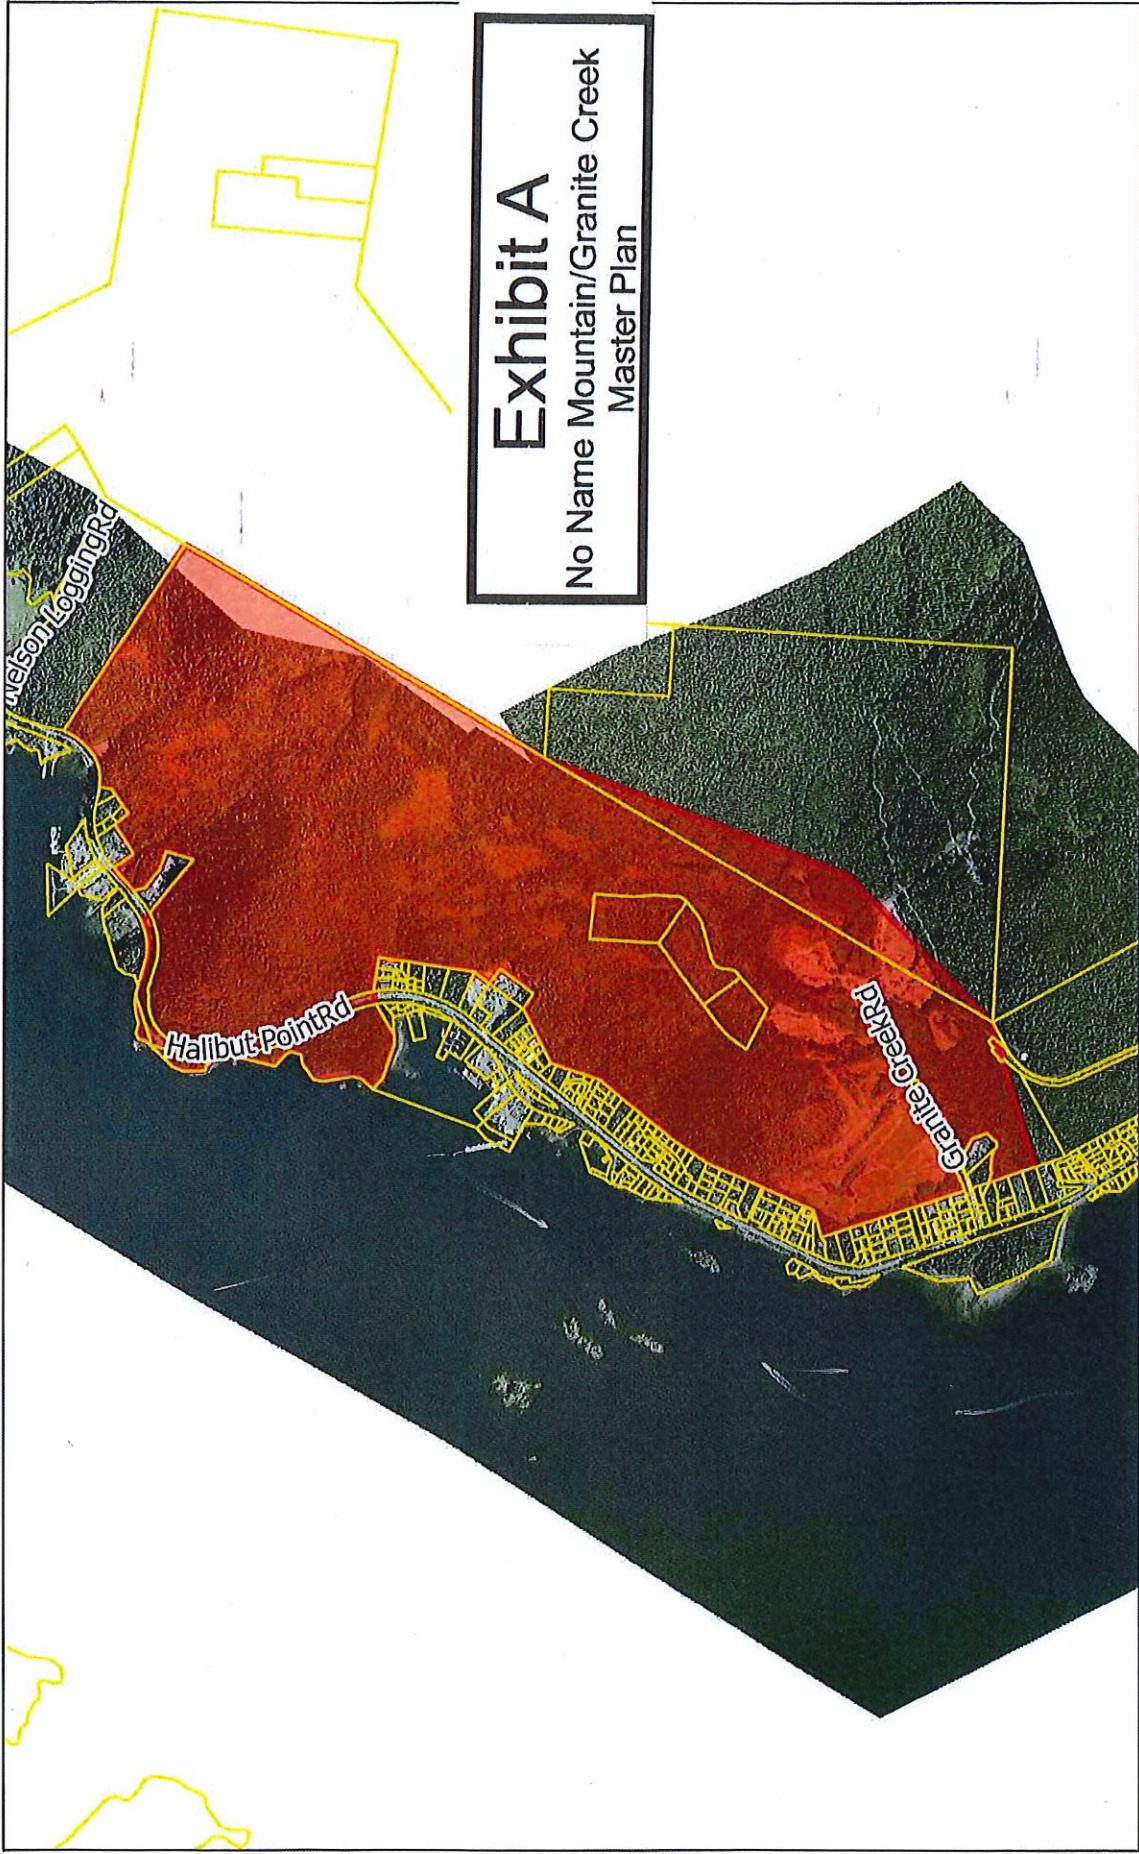 Nelson Logging Rd
Exhibit A
No Name Mountain/Granite Creek
Master Plan
Halibut Point Rd
Granite Creek Rd